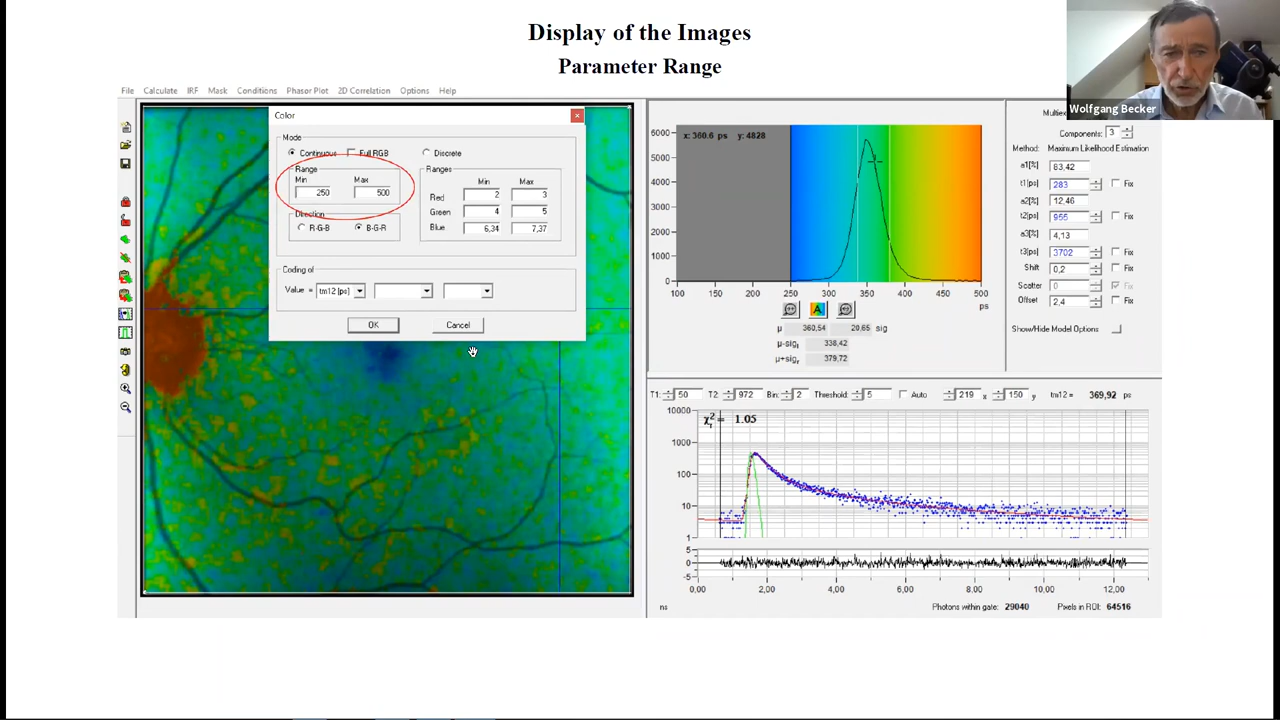 Display of the Images
Parameter Range
Wolfgang Becker
File Calculate IRF Mask Conditions Phasor Plot 2D Correlation Options Help
Color
Mode
Continuous Full RGB Discrete
Range
Min Max
250 500
Direction
R-G-B B-G-R
Ranges
Min Max
Red 2 3
Green 4 5
Blue 6,34 7,37
Coding of
Value = tm12 [ps]
OK Cancel
x: 360.6 ps y: 4828
6000
5000
4000
3000
2000
1000
0
100 150 200 250 300 350 400 450 500
ps
A
μ 360,54 20,65 sig
μ-sig, 338,42
μ+sig, 379,72
Components: 3
Method: Maximum Likelihood Estimation
a1[%] 83,42
t1[ps] 283 Fix
a2[%] 12,46
t2[ps] 955 Fix
a3[%] 4,13
t3[ps] 3702 Fix
Shift 0,2 Fix
Scatter 0 Fix
Offset 2,4 Fix
Show/Hide Model Options
T1: 50 T2: 972 Bin: 2 Threshold: 5 Auto 219 x 150 y tm12 = 369,92 ps
χr2 = 1.05
10000
1000
100
10
1
5
0
-5
0,00 2,00 4,00 6,00 8,00 10,00 12,00
ns Photons within gate: 29040 Pixels in ROI: 64516